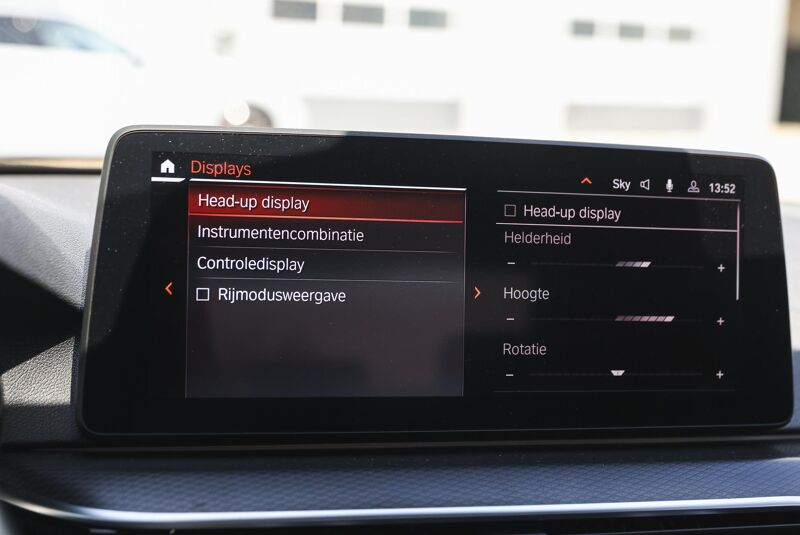 Displays
Sky 13:52
Head-up display
Instrumentencombinatie
Controledisplay
Rijmodusweergave
Head-up display
Helderheid
- +
Hoogte
- +
Rotatie
- +